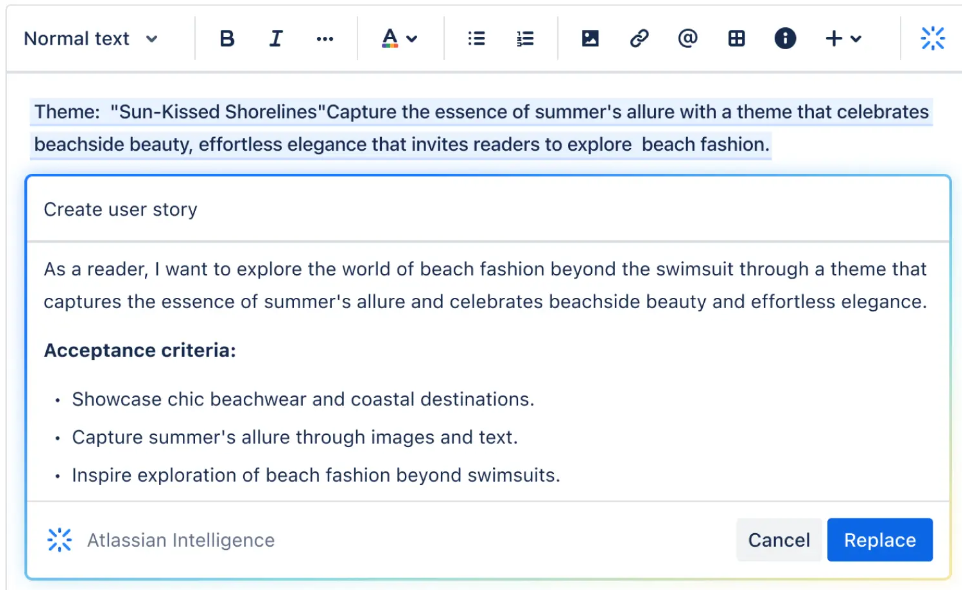 Normal text
B I ... A @ +
Theme: "Sun-Kissed Shorelines"Capture the essence of summer's allure with a theme that celebrates
beachside beauty, effortless elegance that invites readers to explore  beach fashion.
Create user story
As a reader, I want to explore the world of beach fashion beyond the swimsuit through a theme that
captures the essence of summer's allure and celebrates beachside beauty and effortless elegance.
Acceptance criteria:
• Showcase chic beachwear and coastal destinations.
• Capture summer's allure through images and text.
• Inspire exploration of beach fashion beyond swimsuits.
Atlassian Intelligence
Cancel Replace